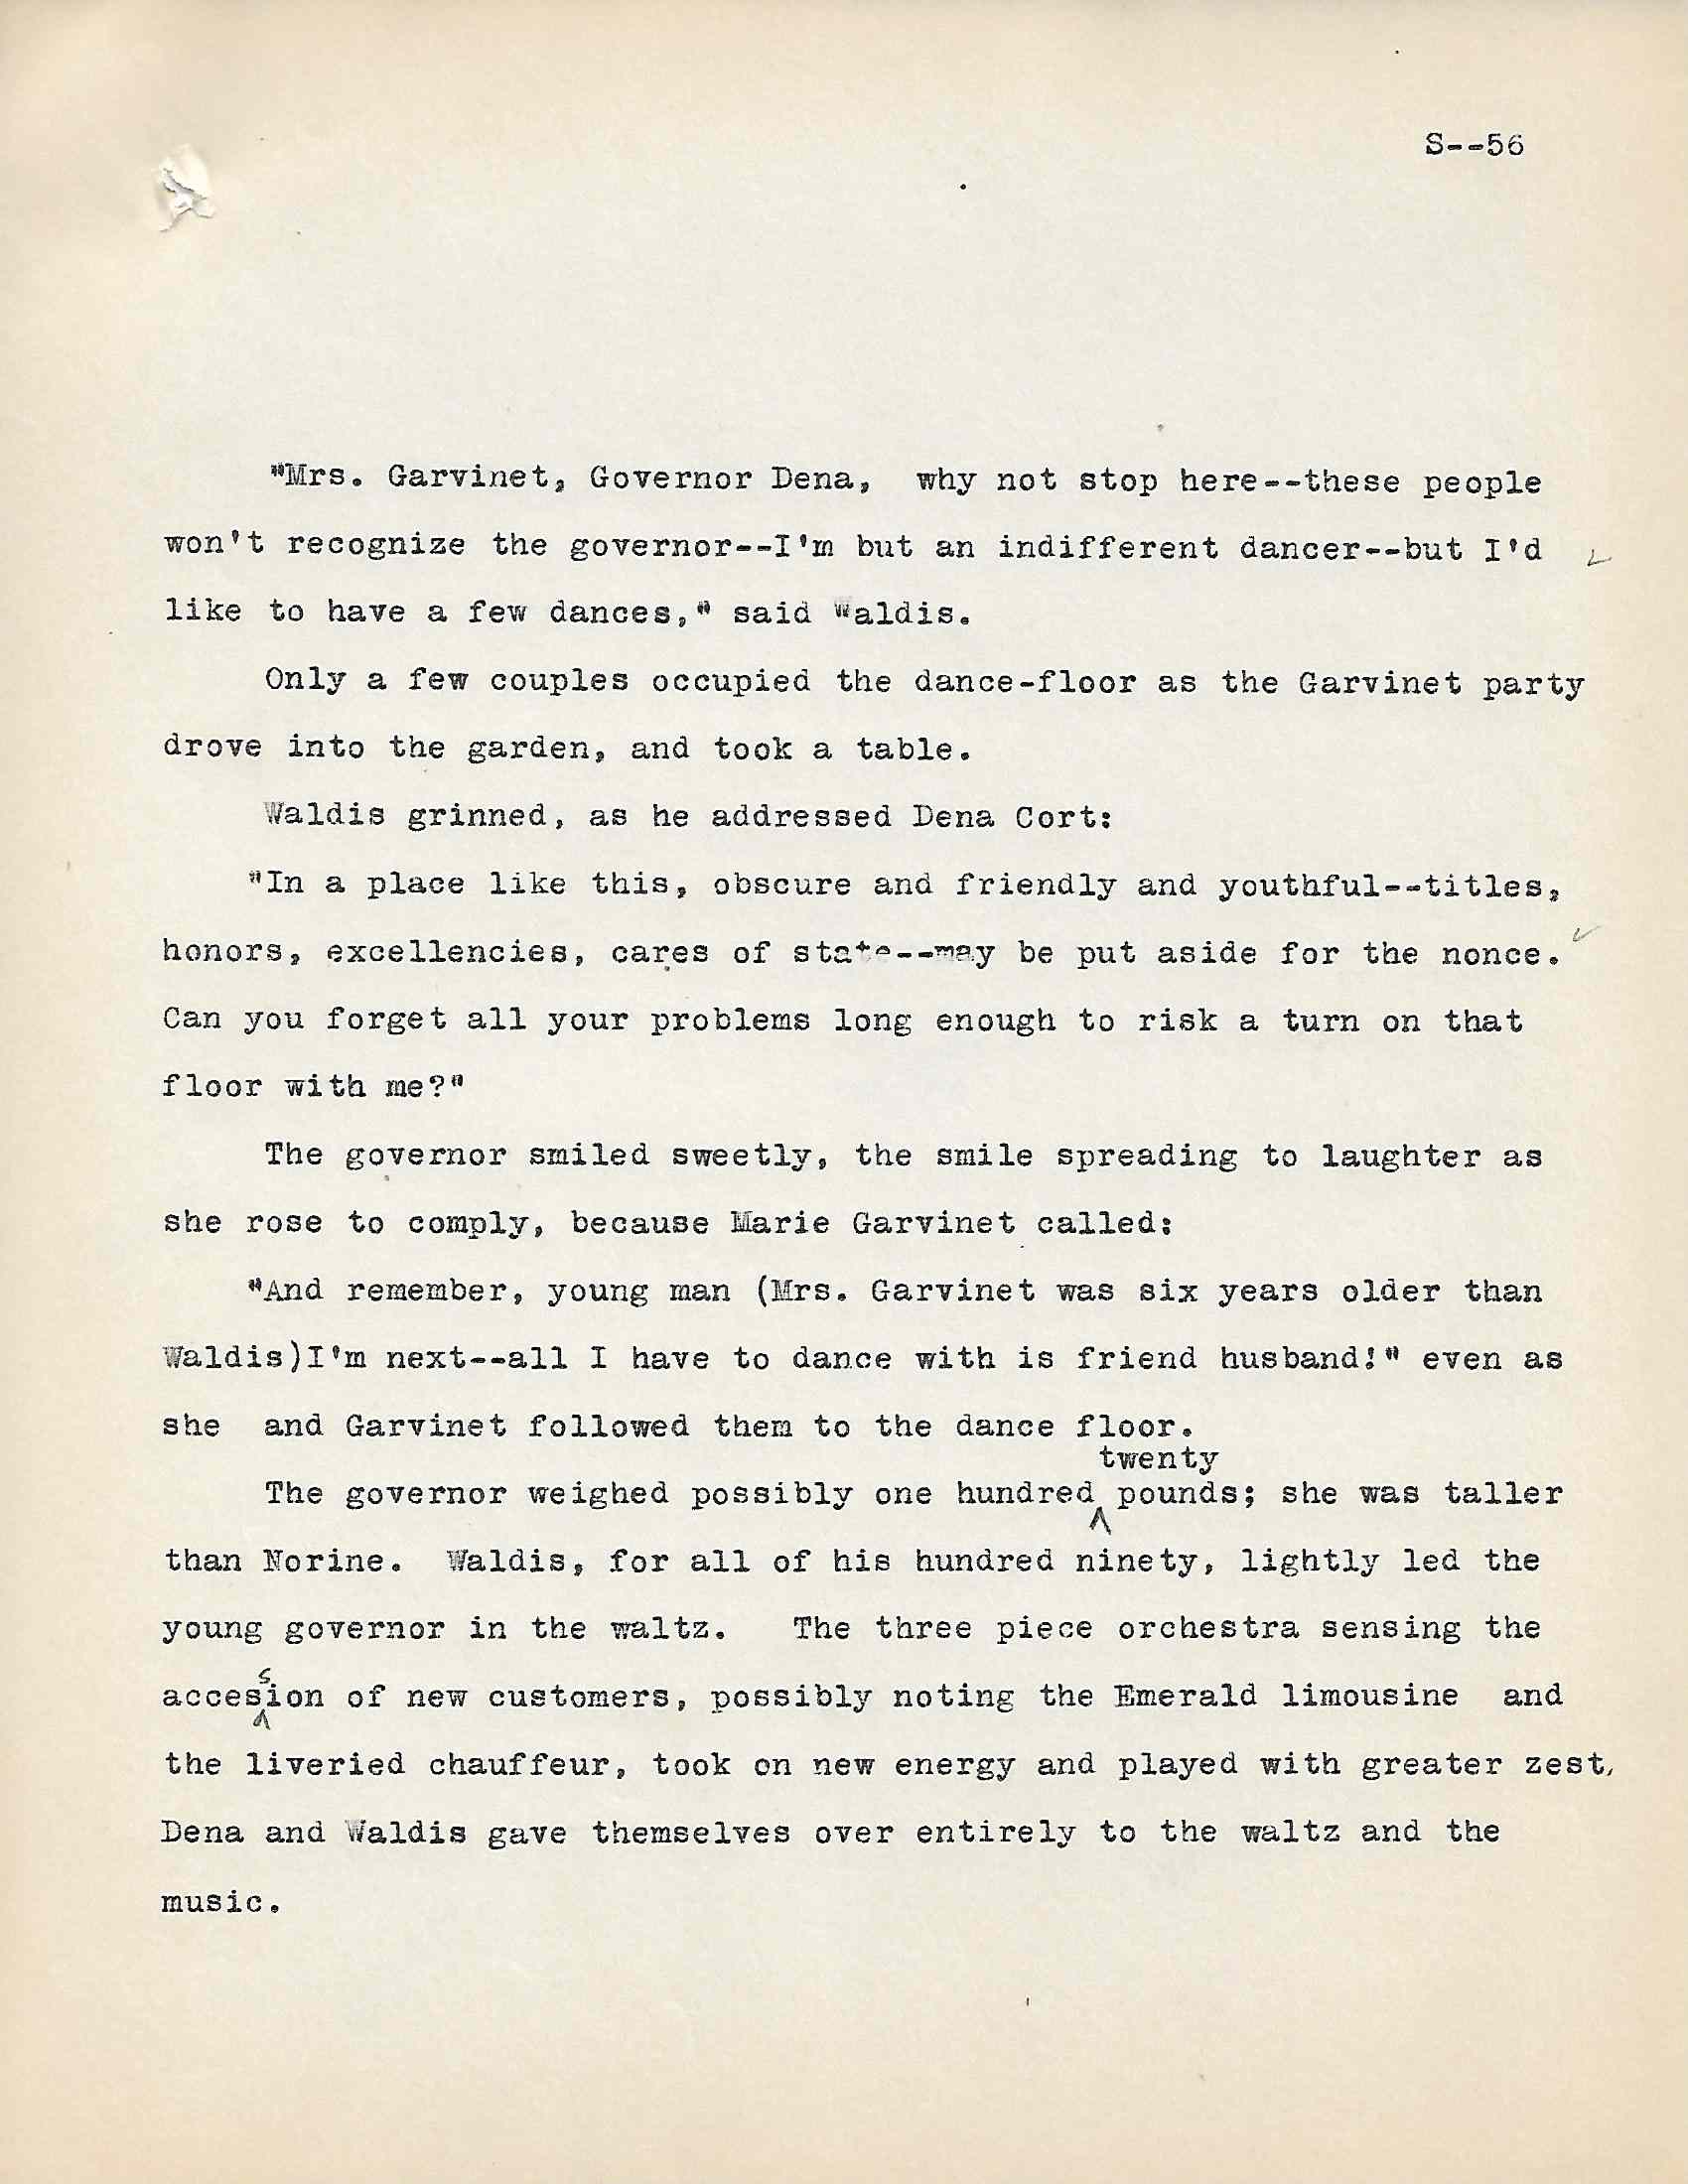 S--56
"Mrs. Garvinet, Governor Dena,  why not stop here--these people
won't recognize the governor--I'm but an indifferent dancer--but I'd
like to have a few dances," said Waldis.
Only a few couples occupied the dance-floor as the Garvinet party
drove into the garden, and took a table.
Waldis grinned, as he addressed Dena Cort:
"In a place like this, obscure and friendly and youthful--titles,
honors, excellencies, cares of state--may be put aside for the nonce.
Can you forget all your problems long enough to risk a turn on that
floor with me?"
The governor smiled sweetly, the smile spreading to laughter as
she rose to comply, because Marie Garvinet called:
"And remember, young man (Mrs. Garvinet was six years older than
Waldis)I'm next--all I have to dance with is friend husband!" even as
she  and Garvinet followed them to the dance floor.
twenty
The governor weighed possibly one hundred pounds; she was taller
than Norine.  Waldis, for all of his hundred ninety, lightly led the
young governor in the waltz.   The three piece orchestra sensing the
s
accesion of new customers, possibly noting the Emerald limousine  and
the liveried chauffeur, took on new energy and played with greater zest,
Dena and Waldis gave themselves over entirely to the waltz and the
music.